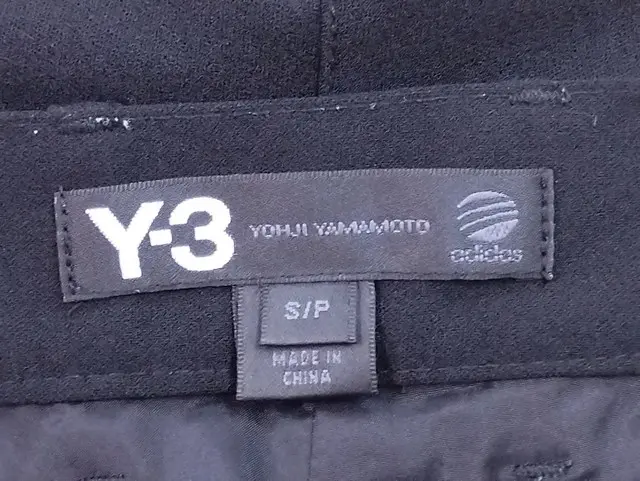 Y-3 YOHJI YAMAMOTO adidas
S/P
MADE IN
CHINA